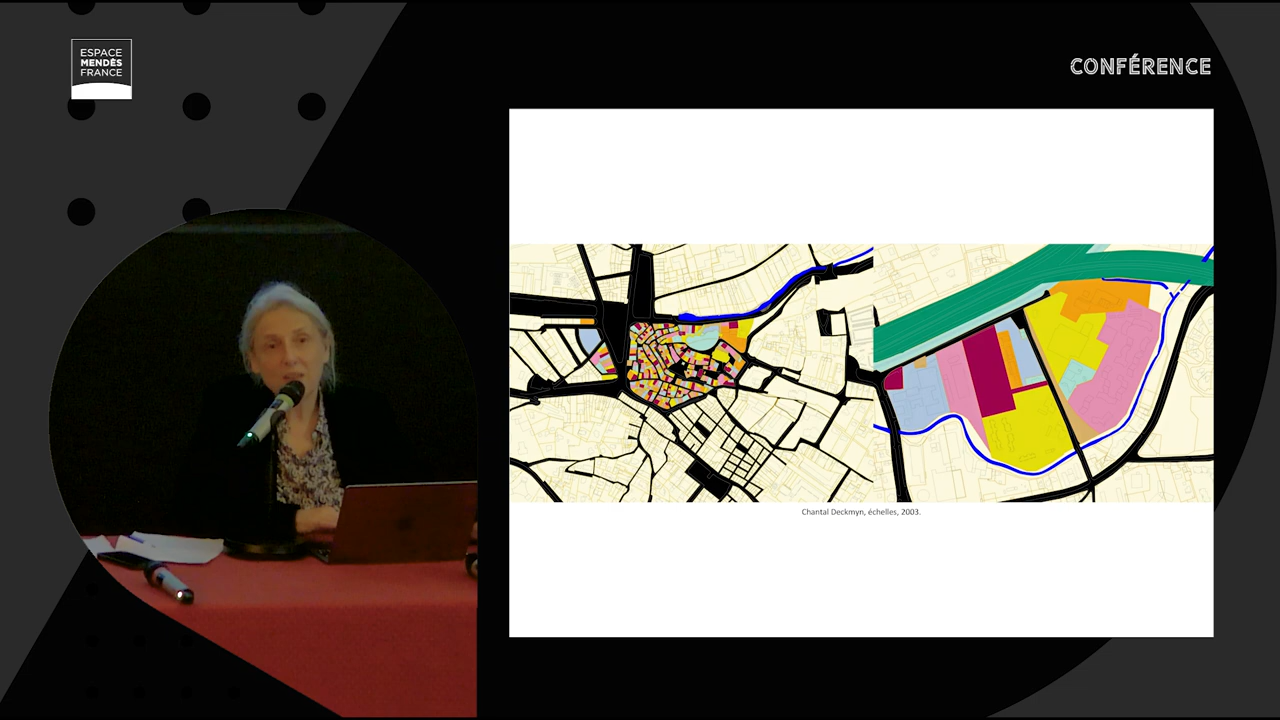 ESPACE
MENDÈS
FRANCE
CONFÉRENCE
Chantal Deckmyn, échelles, 2003.